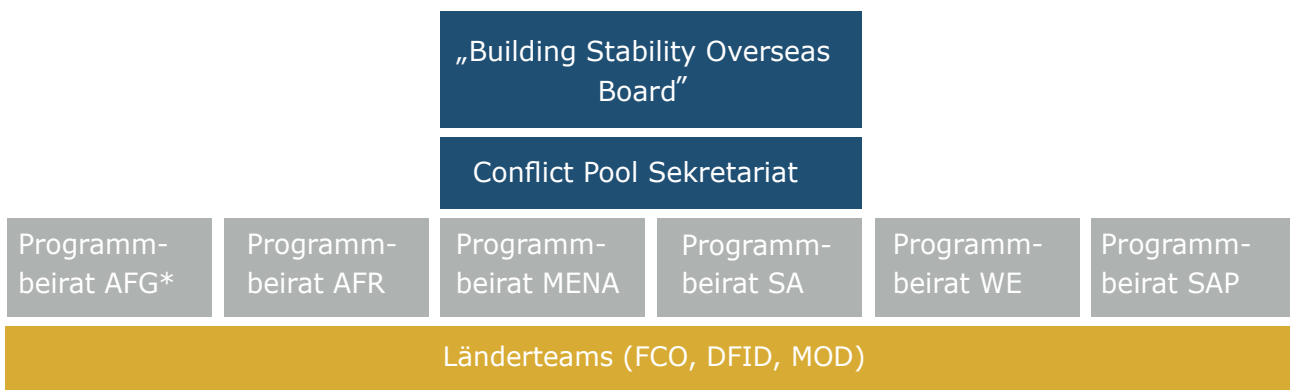 „Building Stability Overseas
Board”
Conflict Pool Sekretariat
Programm-
beirat AFG*
Programm-
beirat AFR
Programm-
beirat MENA
Programm-
beirat SA
Programm-
beirat WE
Programm-
beirat SAP
Länderteams (FCO, DFID, MOD)